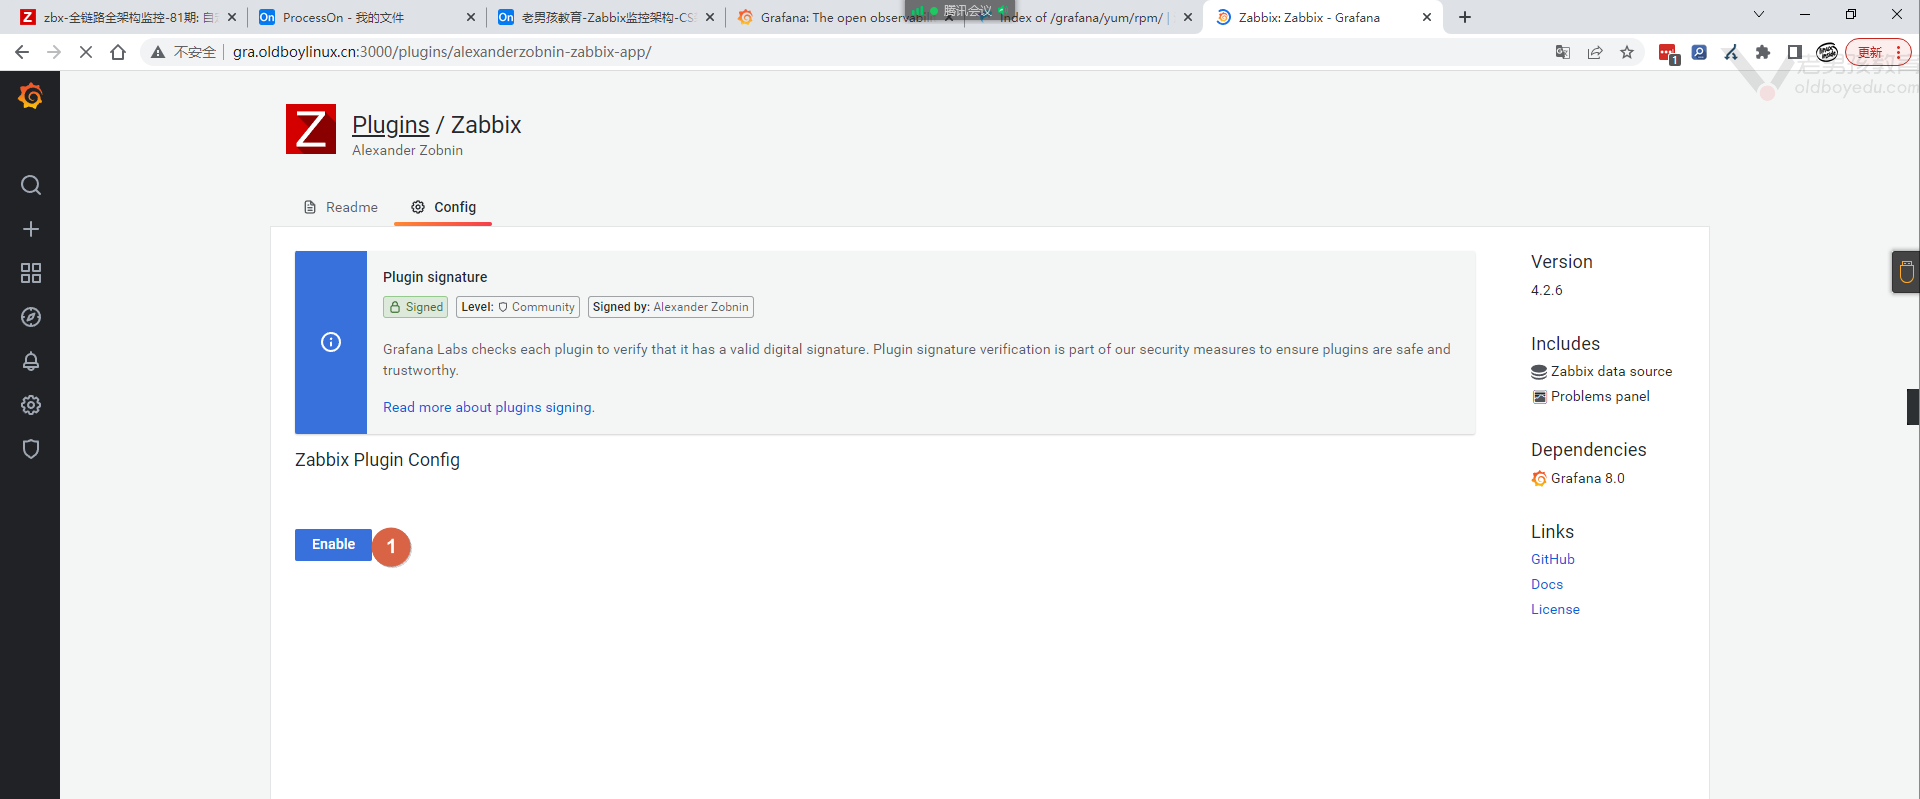 zbx-全链路全架构监控-81期: 自
ProcessOn - 我的文件
老男孩教育-Zabbix监控架构-CS
Grafana: The open observabili
腾讯会议
Index of /grafana/yum/rpm/ |
Zabbix: Zabbix - Grafana
不安全
gra.oldboylinux.cn:3000/plugins/alexanderzobnin-zabbix-app/
1
更新
老男孩教育
oldboyedu.com
Plugins / Zabbix
Alexander Zobnin
Readme
Config
Plugin signature
Signed
Level: Community
Signed by: Alexander Zobnin
Grafana Labs checks each plugin to verify that it has a valid digital signature. Plugin signature verification is part of our security measures to ensure plugins are safe and
trustworthy.
Read more about plugins signing.
Zabbix Plugin Config
Enable
1
Version
4.2.6
Includes
Zabbix data source
Problems panel
Dependencies
Grafana 8.0
Links
GitHub
Docs
License